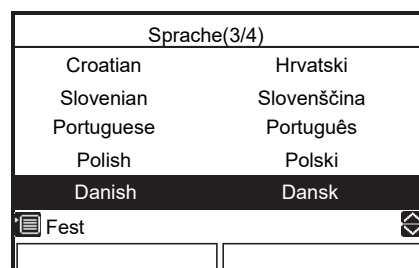 Sprache(3/4)
Croatian Hrvatski
Slovenian Slovenščina
Portuguese Português
Polish Polski
Danish Dansk
Fest